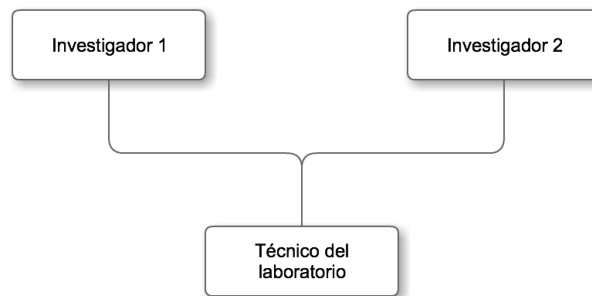 Investigador 1
Investigador 2
Técnico del
laboratorio